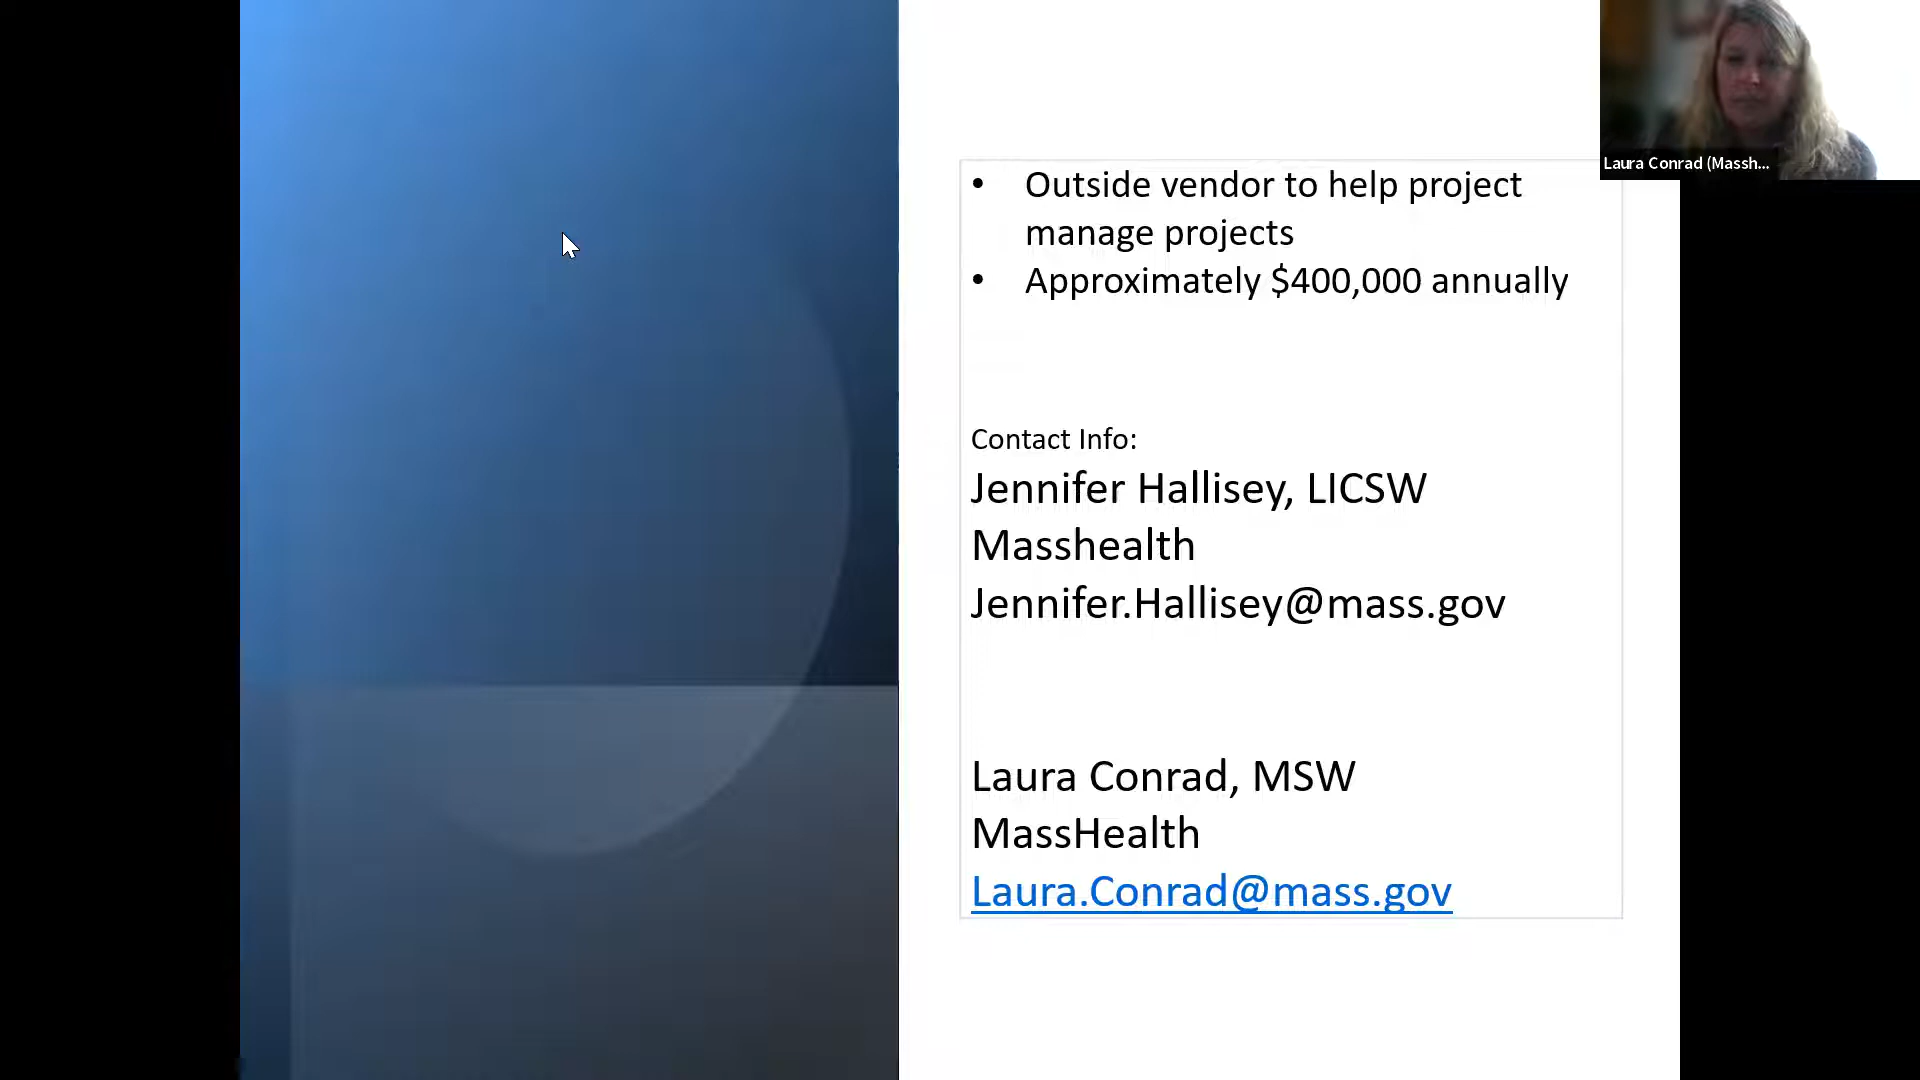 Laura Conrad (Massh...
• Outside vendor to help project
manage projects
• Approximately $400,000 annually
Contact Info:
Jennifer Hallisey, LICSW
Masshealth
Jennifer.Hallisey@mass.gov
Laura Conrad, MSW
MassHealth
Laura.Conrad@mass.gov